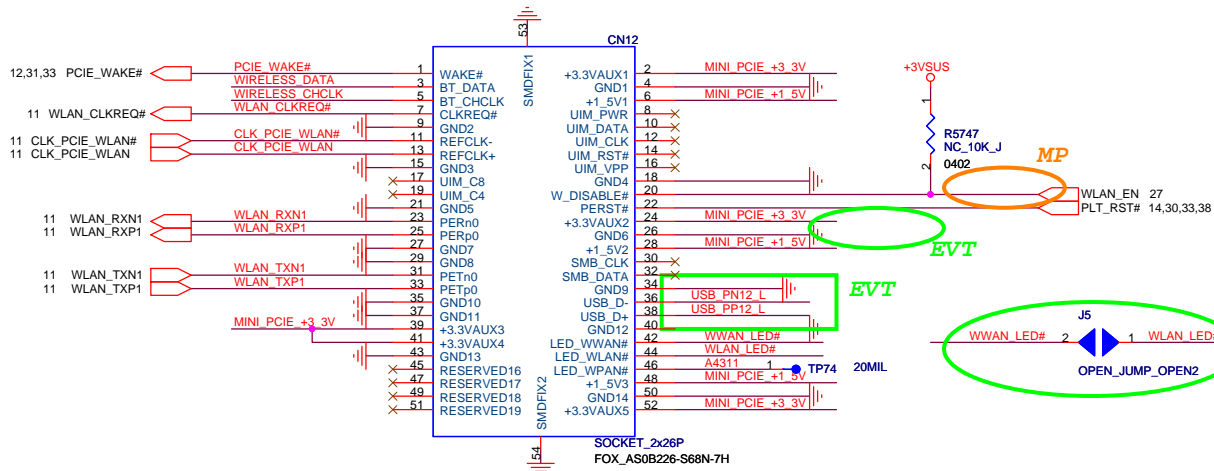 53
CN12
SMDFIX1
12,31,33 PCIE_WAKE# PCIE_WAKE# 1 WAKE# +3.3VAUX1 2 MINI_PCIE_+3_3V +3VSUS
WIRELESS_DATA 3 BT_DATA GND1 4
WIRELESS_CHCLK 5 BT_CHCLK +1_5V1 6 MINI_PCIE_+1_5V 1
11 WLAN_CLKREQ# WLAN_CLKREQ# 7 CLKREQ# UIM_PWR 8
9 GND2 UIM_DATA 10
11 CLK_PCIE_WLAN# CLK_PCIE_WLAN# 11 REFCLK- UIM_CLK 12 R5747
11 CLK_PCIE_WLAN CLK_PCIE_WLAN 13 REFCLK+ UIM_RST# 14 NC_10K_J
15 GND3 UIM_VPP 16 2 0402 MP
17 UIM_C8 GND4 18
19 UIM_C4 W_DISABLE# 20 WLAN_EN 27
21 GND5 PERST# 22 PLT_RST# 14,30,33,38
11 WLAN_RXN1 WLAN_RXN1 23 PERn0 +3.3VAUX2 24 MINI_PCIE_+3_3V
11 WLAN_RXP1 WLAN_RXP1 25 PERp0 GND6 26
27 GND7 +1_5V2 28 MINI_PCIE_+1_5V EVT
29 GND8 SMB_CLK 30
11 WLAN_TXN1 WLAN_TXN1 31 PETn0 SMB_DATA 32
11 WLAN_TXP1 WLAN_TXP1 33 PETp0 GND9 34 EVT
35 GND10 USB_D- 36 USB_PN12_L
37 GND11 USB_D+ 38 USB_PP12_L J5
MINI_PCIE_+3_3V 39 +3.3VAUX3 GND12 40
41 +3.3VAUX4 LED_WWAN# 42 WWAN_LED# WWAN_LED# 2 1 WLAN_LED#
43 GND13 LED_WLAN# 44 WLAN_LED#
45 RESERVED16 LED_WPAN# 46 A4311 1 TP74 20MIL OPEN_JUMP_OPEN2
47 RESERVED17 +1_5V3 48 MINI_PCIE_+1_5V
49 RESERVED18 GND14 50
51 RESERVED19 +3.3VAUX5 52 MINI_PCIE_+3_3V
SMDFIX2
54
SOCKET_2x26P
FOX_AS0B226-S68N-7H